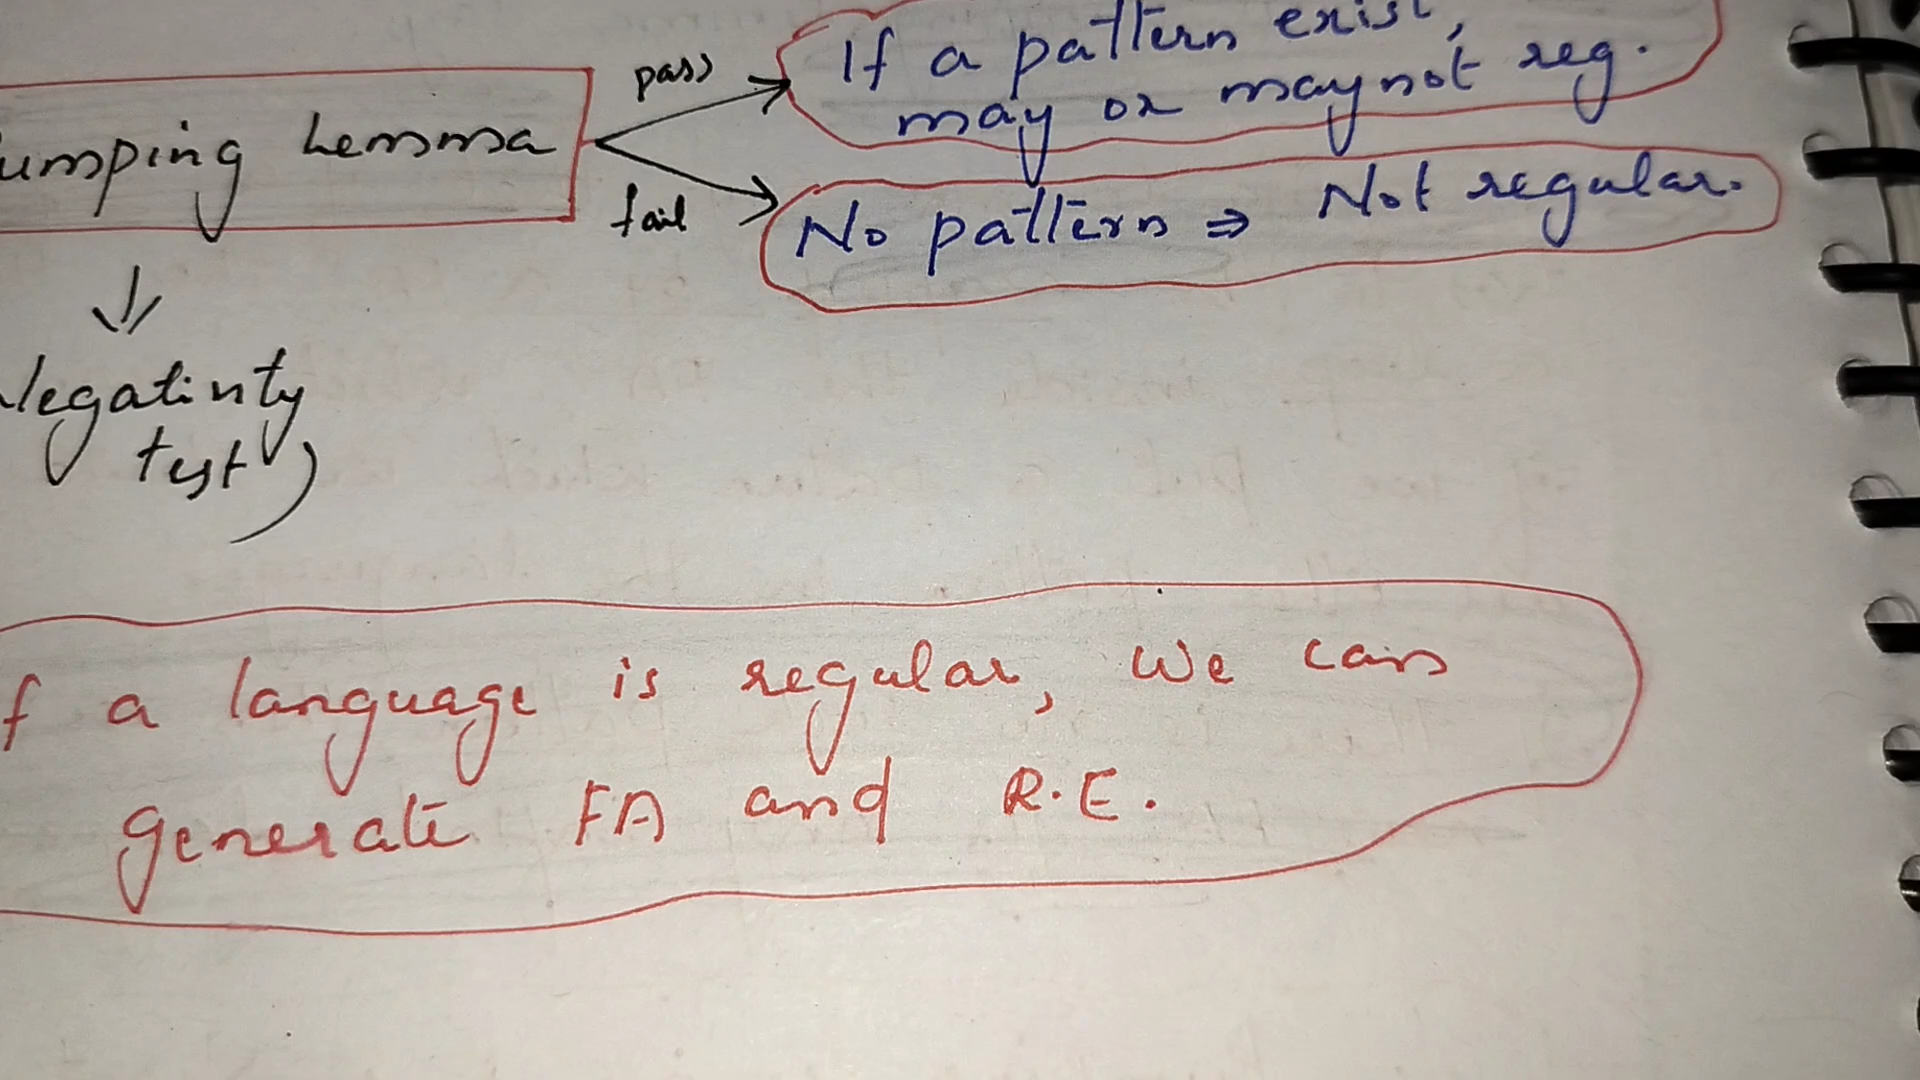 If a pattern exist,
may or may not reg.
pass
umping Lemma
fail
No pattern ⇒ Not regular.
⇓
Negativity
test
f a language is regular, We can
generate FA and R.E.